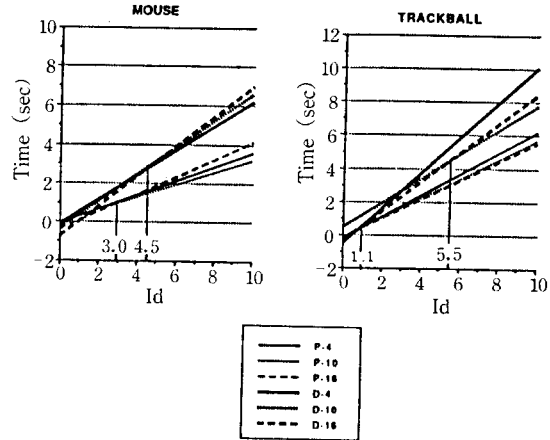 MOUSE
10
8
6
4
2
0
-2
Time (sec)
3.0 4.5
0 2 4 6 8 10
Id
TRACKBALL
12
10
8
6
4
2
0
-2
Time (sec)
1.1 5.5
0 2 4 6 8 10
Id
P-4
P-10
P-16
D-4
D-10
D-16